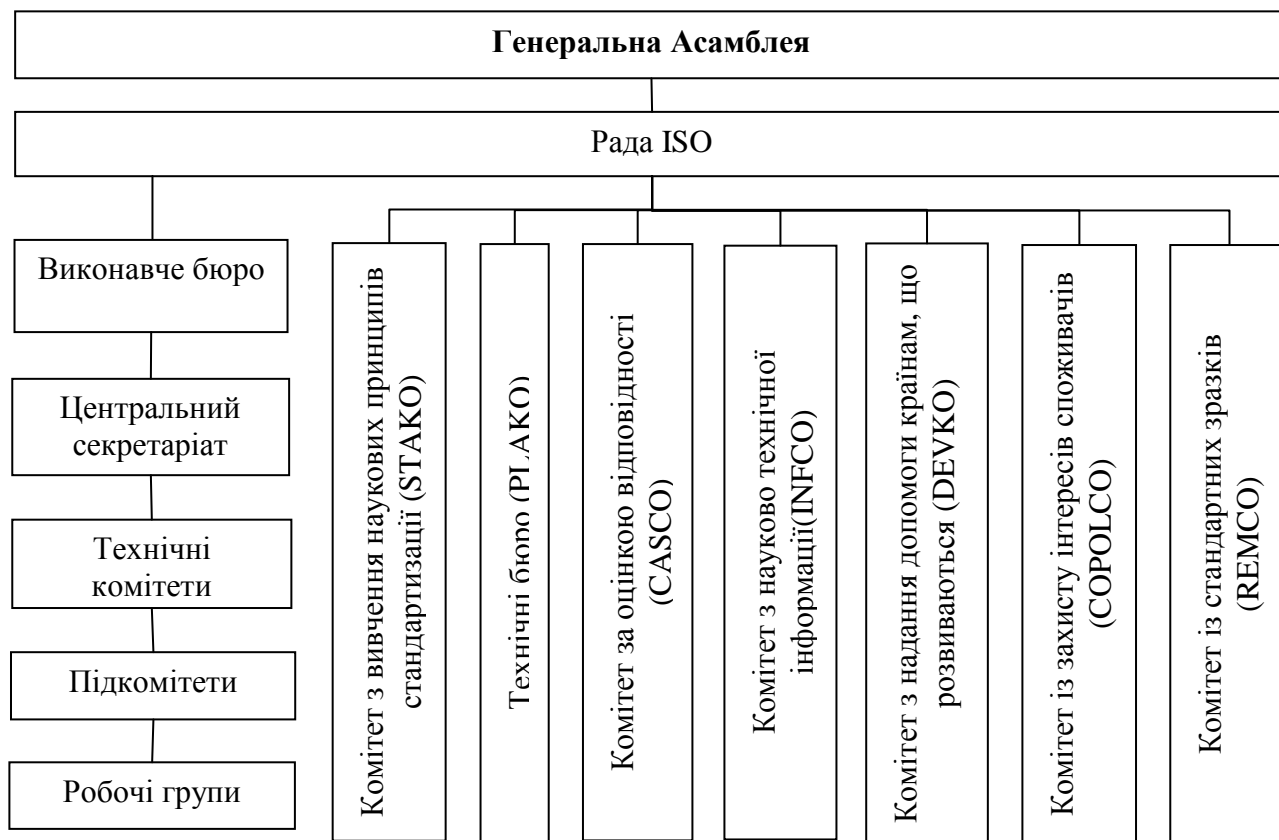 Генеральна Асамблея
Рада ISO
Виконавче бюро
Центральний
секретаріат
Технічні
комітети
Підкомітети
Робочі групи
Комітет з вивчення наукових принципів
стандартизації (STAKO)
Технічні бюро (PLAKO)
Комітет за оцінкою відповідності
(CASCO)
Комітет з науково технічної
інформації(INFCO)
Комітет з надання допомоги країнам, що
розвиваються (DEVKO)
Комітет із захисту інтересів споживачів
(COPOLCO)
Комітет із стандартних зразків
(REMCO)